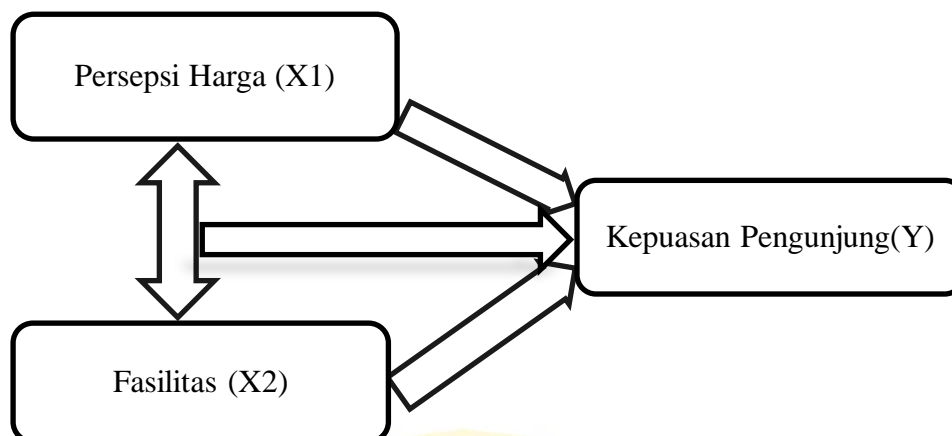 Persepsi Harga (X1)
Kepuasan Pengunjung(Y)
Fasilitas (X2)